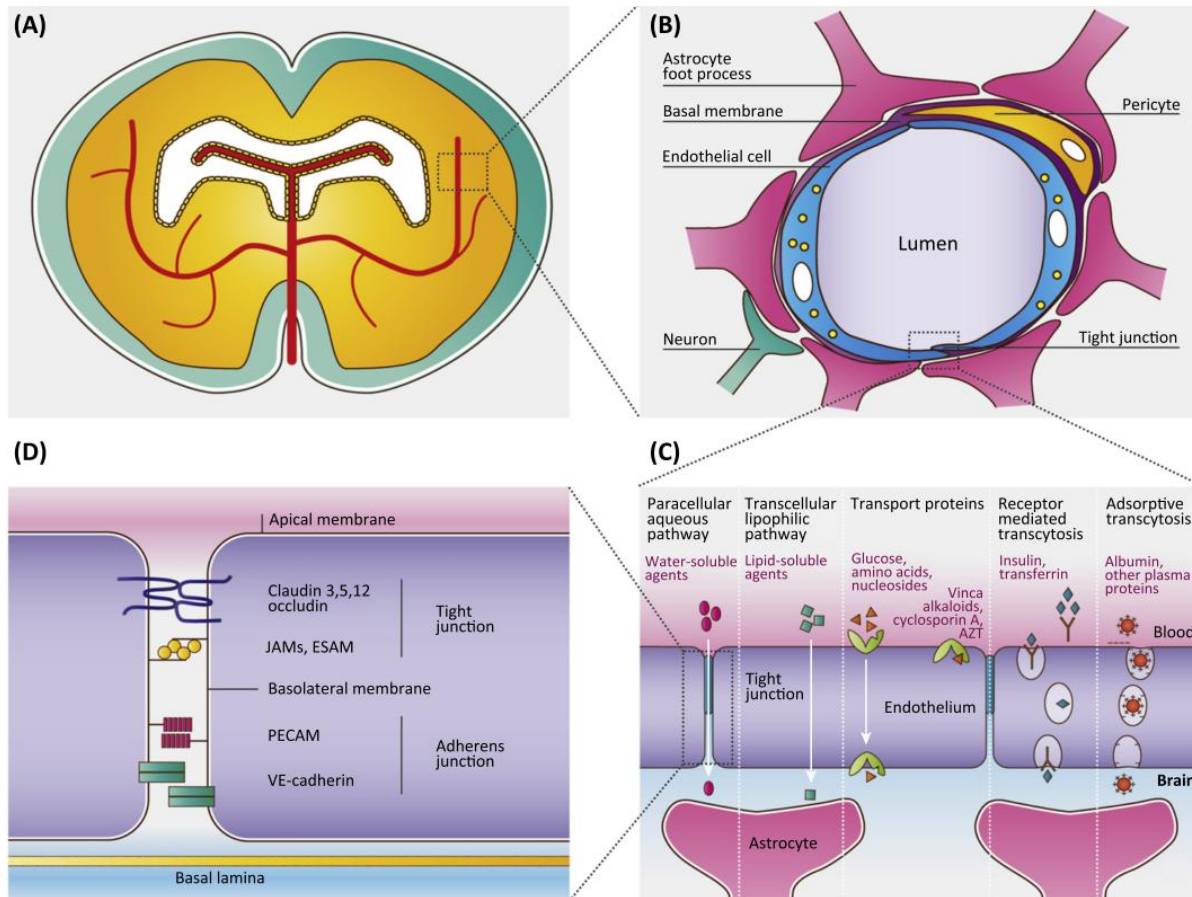 (A)
(B)
Astrocyte
foot process
Basal membrane
Endothelial cell
Pericyte
Lumen
Neuron
Tight junction
(D)
Apical membrane
Claudin 3,5,12
occludin
Tight
junction
JAMs, ESAM
Basolateral membrane
PECAM
Adherens
junction
VE-cadherin
Basal lamina
(C)
Paracellular
aqueous
pathway
Water-soluble
agents
Transcellular
lipophilic
pathway
Lipid-soluble
agents
Transport proteins
Glucose,
amino acids,
nucleosides
Vinca
alkaloids,
cyclosporin A,
AZT
Receptor
mediated
transcytosis
Insulin,
transferrin
Adsorptive
transcytosis
Albumin,
other plasma
proteins
Blood
Tight
junction
Endothelium
Brain
Astrocyte